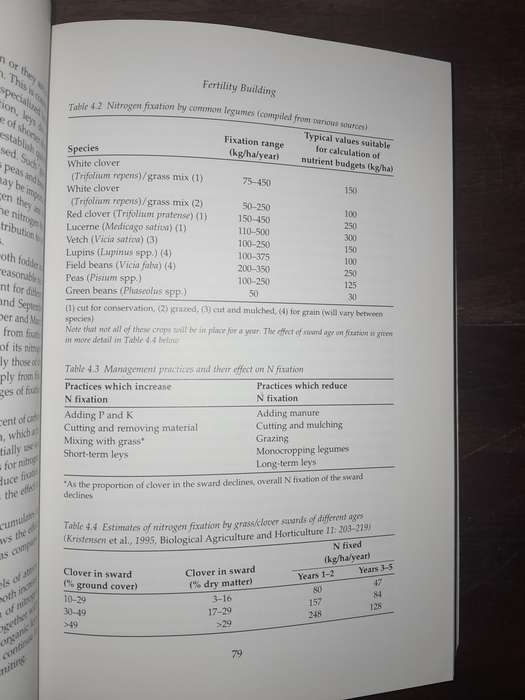 Fertility Building
Table 4.2 Nitrogen fixation by common legumes (compiled from various sources)
Species Fixation range (kg/ha/year) Typical values suitable for calculation of nutrient budgets (kg/ha)
White clover
(Trifolium repens)/grass mix (1) 75–450 150
White clover
(Trifolium repens)/grass mix (2) 50–250 100
Red clover (Trifolium pratense) (1) 150–450 250
Lucerne (Medicago sativa) (1) 110–500 300
Vetch (Vicia sativa) (3) 100–250 150
Lupins (Lupinus spp.) (4) 100–375 100
Field beans (Vicia faba) (4) 200–350 250
Peas (Pisium spp.) 100–250 125
Green beans (Phaseolus spp.) 50 30
(1) cut for conservation, (2) grazed, (3) cut and mulched, (4) for grain (will vary between
species)
Note that not all of these crops will be in place for a year. The effect of sward age on fixation is given
in more detail in Table 4.4 below
Table 4.3 Management practices and their effect on N fixation
Practices which increase Practices which reduce
N fixation N fixation
Adding P and K Adding manure
Cutting and removing material Cutting and mulching
Mixing with grass* Grazing
Short-term leys Monocropping legumes
Long-term leys
*As the proportion of clover in the sward declines, overall N fixation of the sward
declines
Table 4.4 Estimates of nitrogen fixation by grass/clover swards of different ages
(Kristensen et al., 1995, Biological Agriculture and Horticulture 11: 203–219)
N fixed
(kg/ha/year)
Clover in sward Clover in sward
(% ground cover) (% dry matter) Years 1–2 Years 3–5
10–29 3–16 80 47
30–49 17–29 157 84
>49 >29 248 128
79